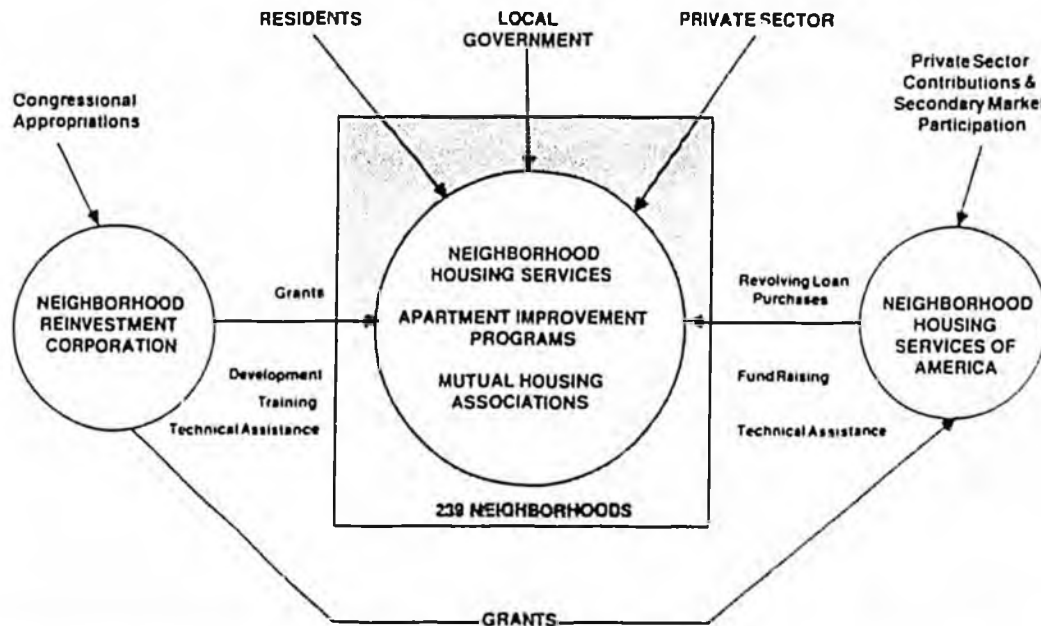 RESIDENTS
LOCAL
GOVERNMENT
PRIVATE SECTOR
Congressional
Appropriations
Private Sector
Contributions &
Secondary Market
Participation
NEIGHBORHOOD
REINVESTMENT
CORPORATION
Grants
Development
Training
Technical Assistance
NEIGHBORHOOD
HOUSING SERVICES
APARTMENT IMPROVEMENT
PROGRAMS
MUTUAL HOUSING
ASSOCIATIONS
239 NEIGHBORHOODS
Revolving Loan
Purchases
Fund Raising
Technical Assistance
NEIGHBORHOOD
HOUSING
SERVICES OF
AMERICA
GRANTS